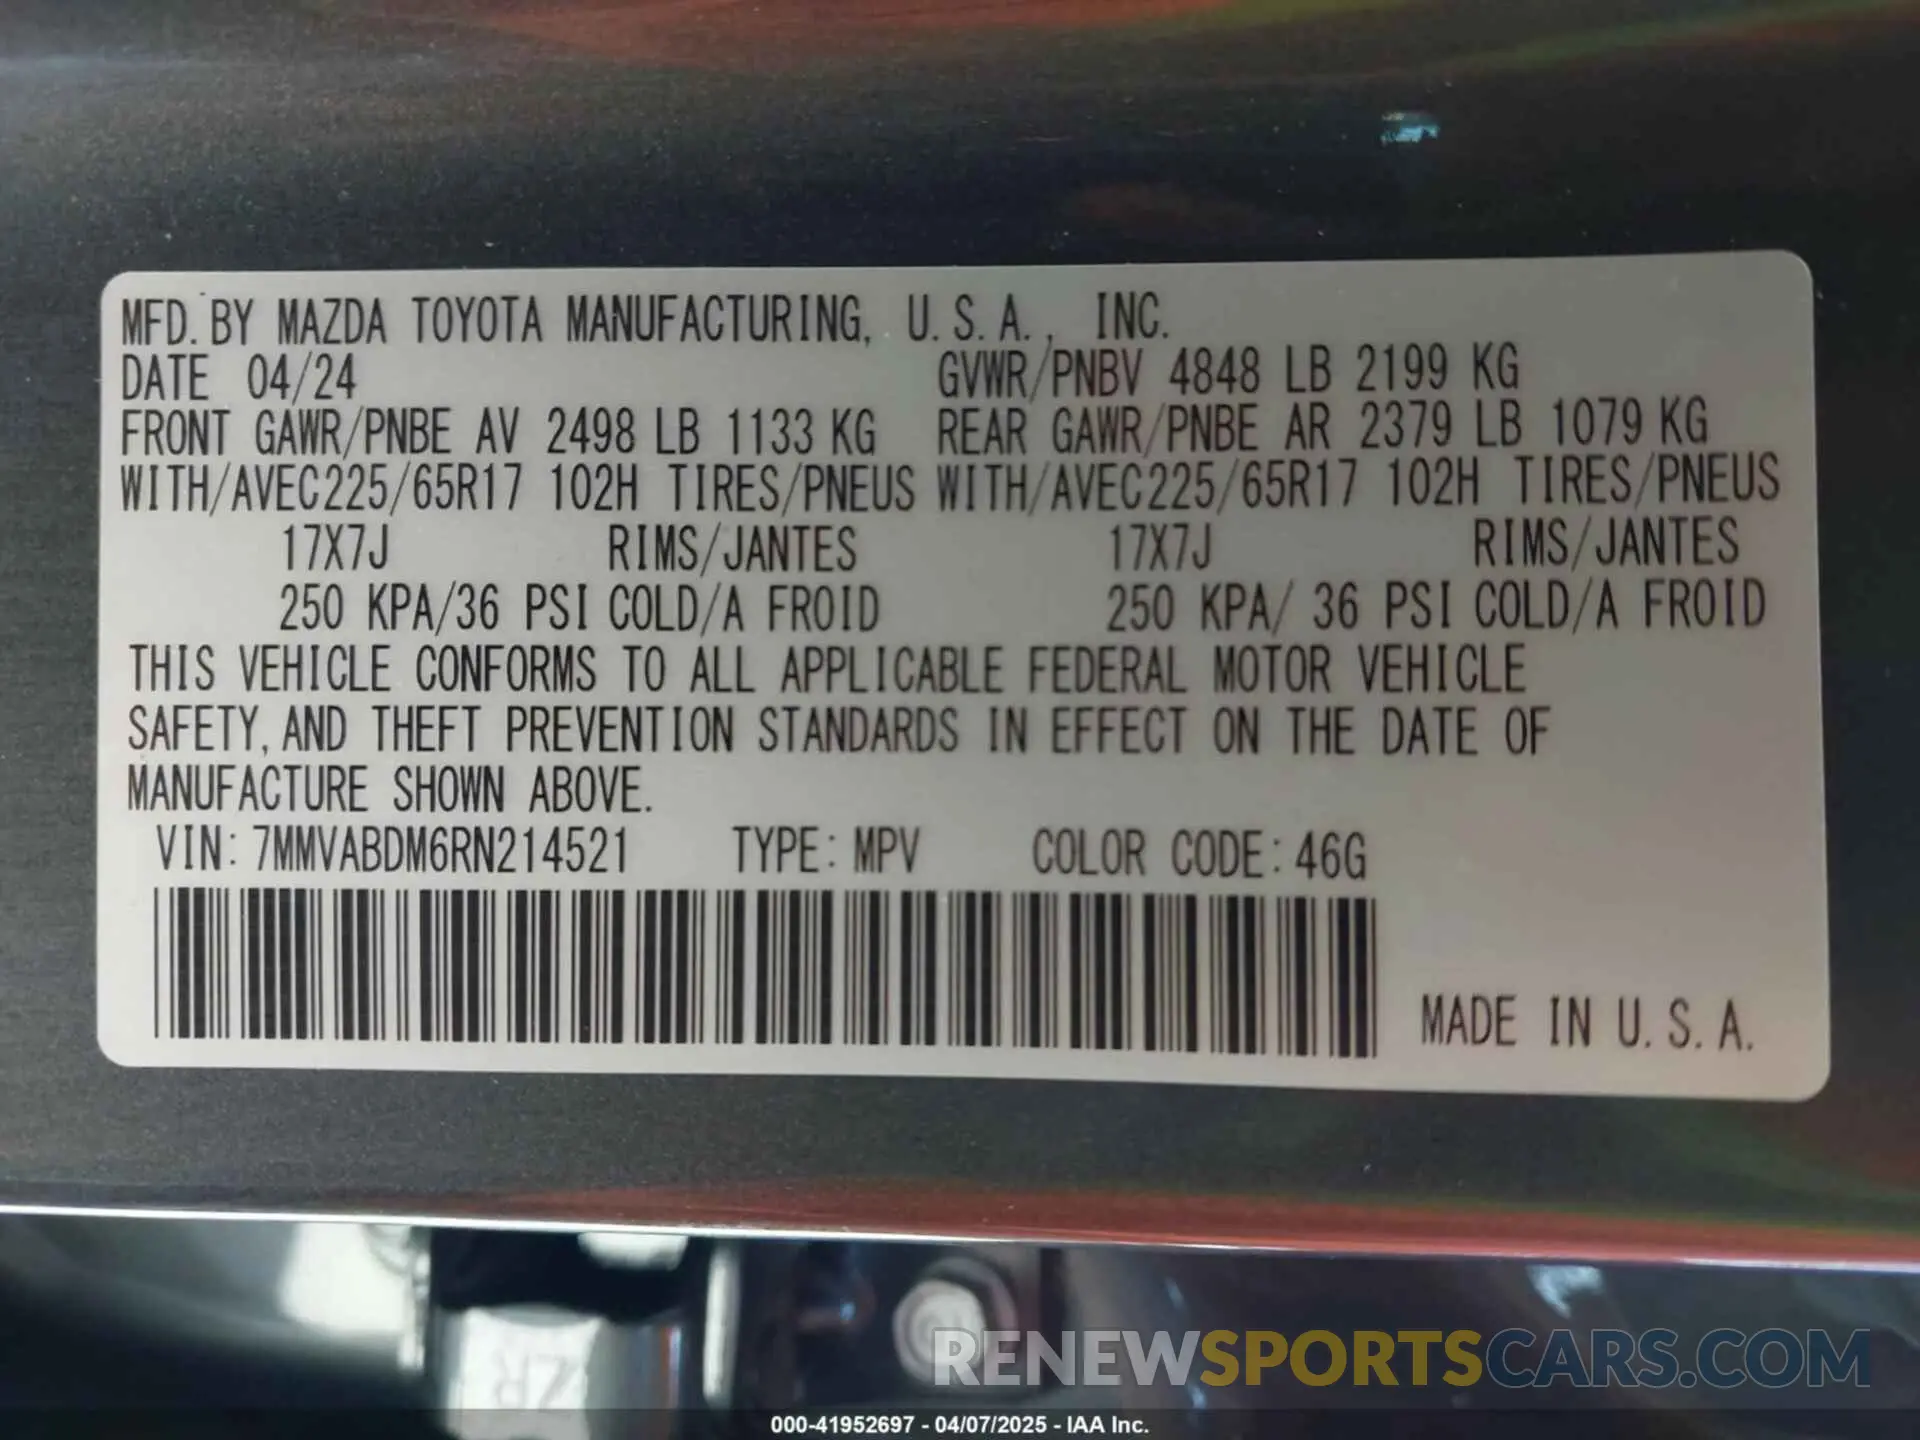 MFD. BY MAZDA TOYOTA MANUFACTURING, U.S.A., INC.
DATE 04/24 GVWR/PNBV 4848 LB 2199 KG
FRONT GAWR/PNBE AV 2498 LB 1133 KG REAR GAWR/PNBE AR 2379 LB 1079 KG
WITH/AVEC225/65R17 102H TIRES/PNEUS WITH/AVEC225/65R17 102H TIRES/PNEUS
17X7J RIMS/JANTES 17X7J RIMS/JANTES
250 KPA/36 PSI COLD/A FROID 250 KPA/ 36 PSI COLD/A FROID
THIS VEHICLE CONFORMS TO ALL APPLICABLE FEDERAL MOTOR VEHICLE
SAFETY, AND THEFT PREVENTION STANDARDS IN EFFECT ON THE DATE OF
MANUFACTURE SHOWN ABOVE.
VIN: 7MMVABDM6RN214521 TYPE: MPV COLOR CODE: 46G
MADE IN U.S.A.
RENEWSPORTSCARS.COM
000-41952697 - 04/07/2025 - IAA Inc.